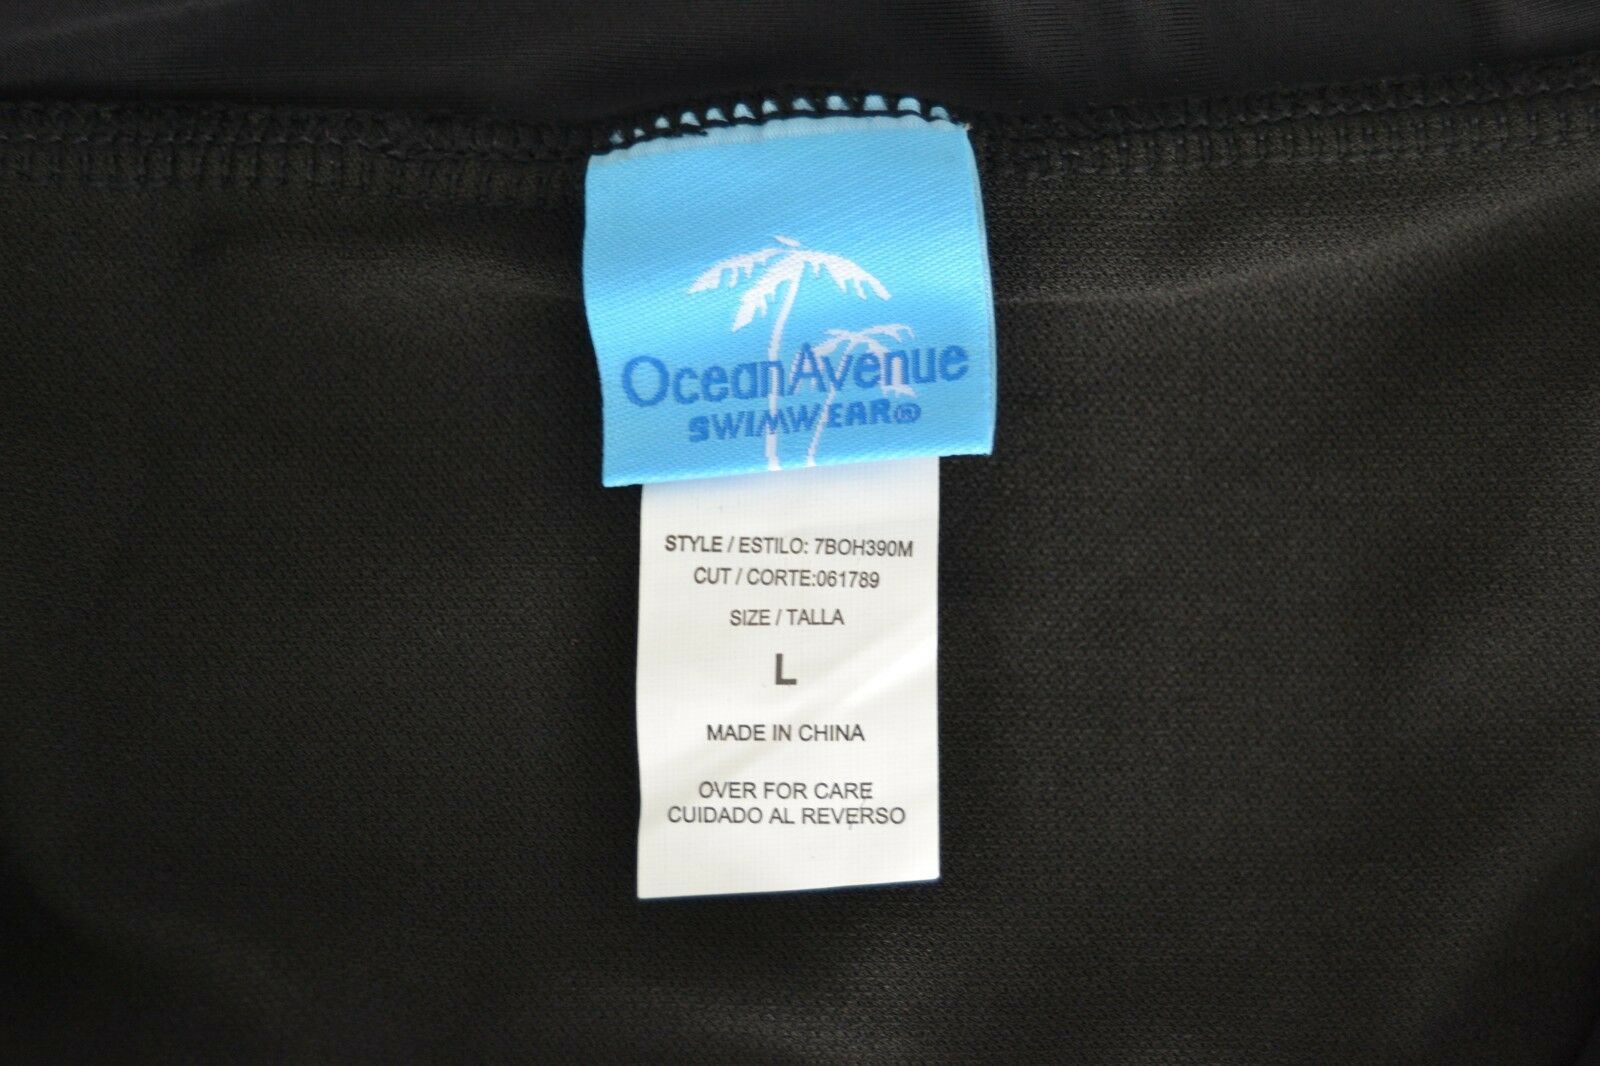 OceanAvenue
SWIMWEAR®
STYLE / ESTILO: 7BOH390M
CUT / CORTE:061789
SIZE / TALLA
L
MADE IN CHINA
OVER FOR CARE
CUIDADO AL REVERSO